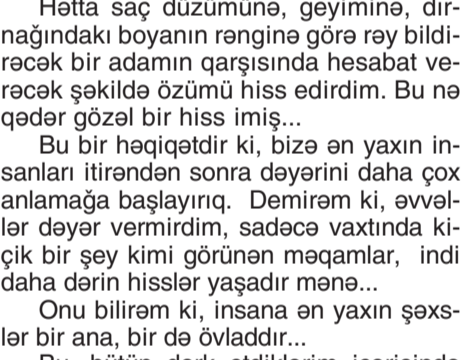 Hətta saç düzümünə, geyiminə, dır-
nağındakı boyanın rənginə görə rəy bildi-
rəcək bir adamın qarşısında hesabat ve-
rəcək şəkildə özümü hiss edirdim. Bu nə
qədər gözəl bir hiss imiş...
Bu bir həqiqətdir ki, bizə ən yaxın in-
sanları itirəndən sonra dəyərini daha çox
anlamağa başlayırıq. Demirəm ki, əvvəl-
lər dəyər vermirdim, sadəcə vaxtında ki-
çik bir şey kimi görünən məqamlar, indi
daha dərin hisslər yaşadır mənə...
Onu bilirəm ki, insana ən yaxın şəxs-
lər bir ana, bir də övladdır...